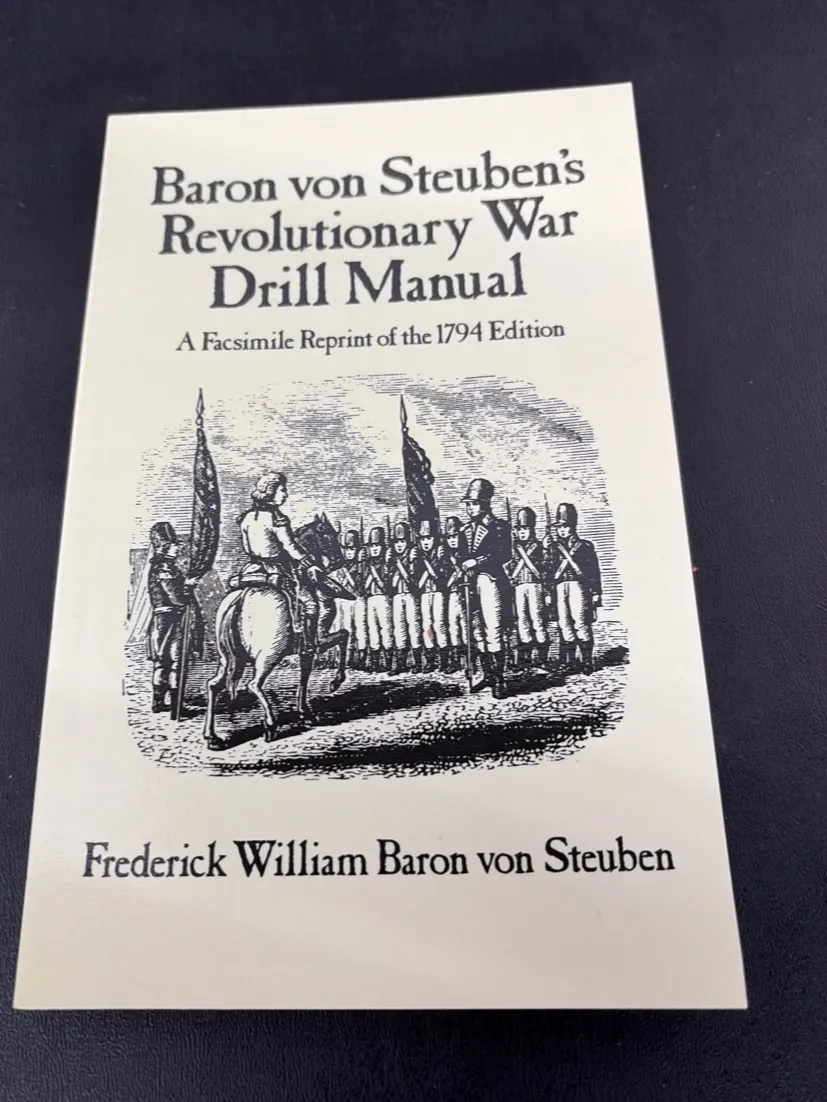 Baron von Steuben's
Revolutionary War
Drill Manual
A Facsimile Reprint of the 1794 Edition
Frederick William Baron von Steuben